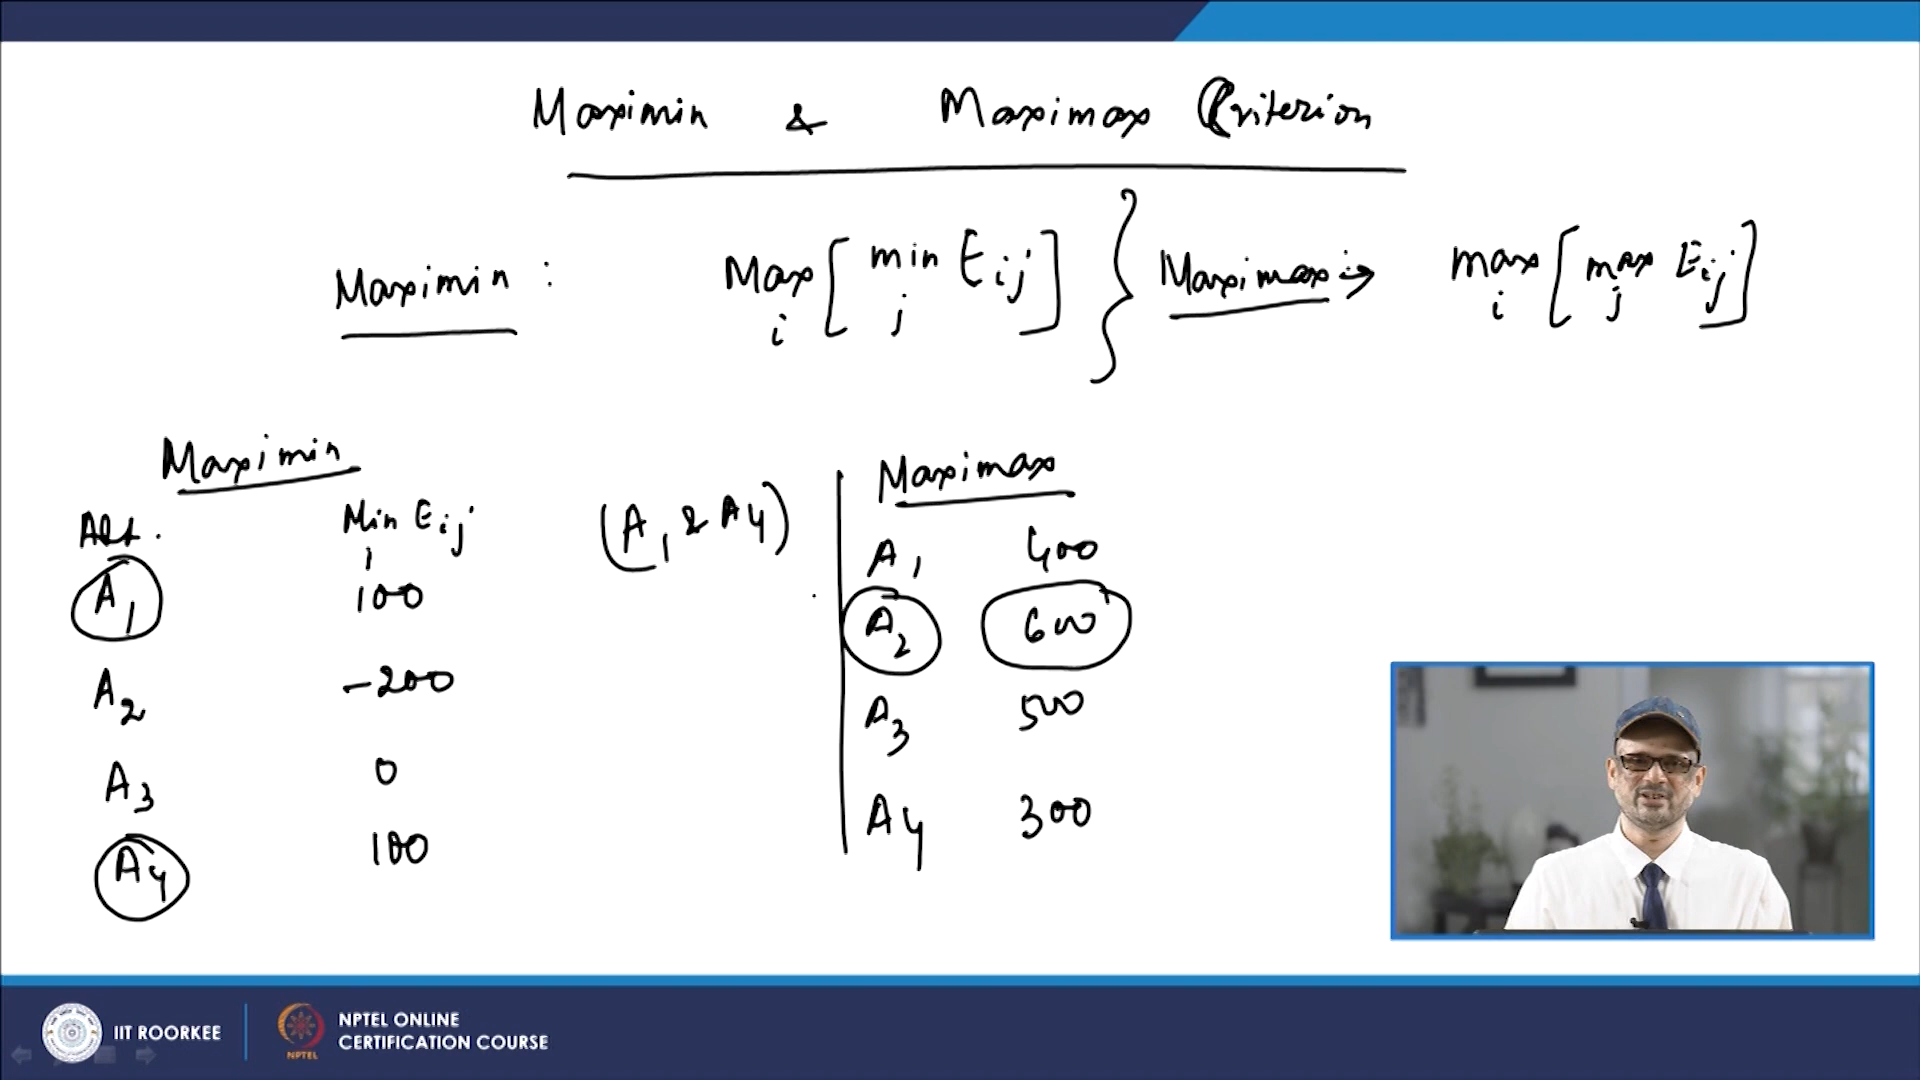 Maximin & Maximax Criterion
Maximin : Max i [ min j Eij ] } Maximax :→ max i [ max j Eij ]
Maximin
Alt. Min j Eij (A1 & A4)
A1 100
A2 -200
A3 0
A4 100
Maximax
A1 400
A2 600
A3 500
A4 300
IIT ROORKEE
NPTEL
NPTEL ONLINE
CERTIFICATION COURSE